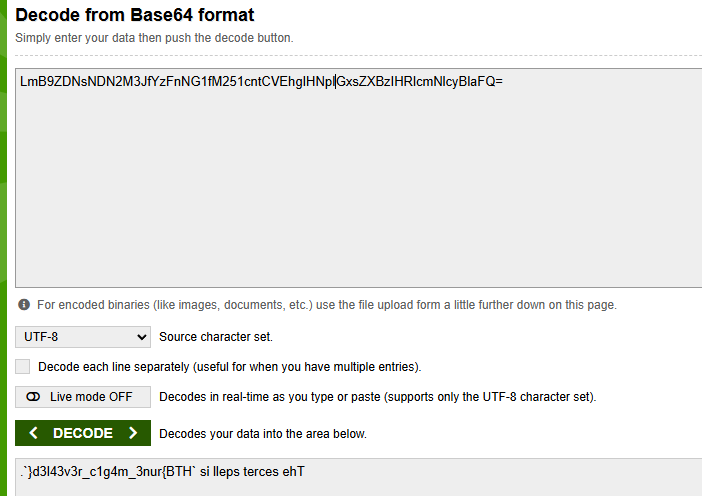 Decode from Base64 format
Simply enter your data then push the decode button.
LmB9ZDNsNDN2M3JfYzFnNG1fM251cntCVEhgIHNpIGxsZXBzIHRlcmNlcyBlaFQ=
For encoded binaries (like images, documents, etc.) use the file upload form a little further down on this page.
UTF-8 Source character set.
Decode each line separately (useful for when you have multiple entries).
Live mode OFF Decodes in real-time as you type or paste (supports only the UTF-8 character set).
< DECODE > Decodes your data into the area below.
.`}d3l43v3r_c1g4m_3nur{BTH` si lleps terces ehT